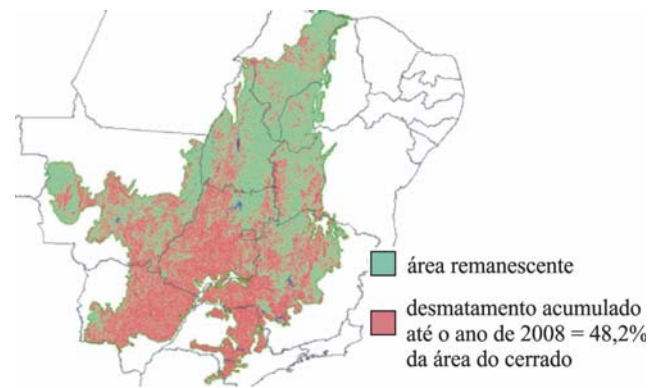 área remanescente
desmatamento acumulado
até o ano de 2008 = 48,2%
da área do cerrado